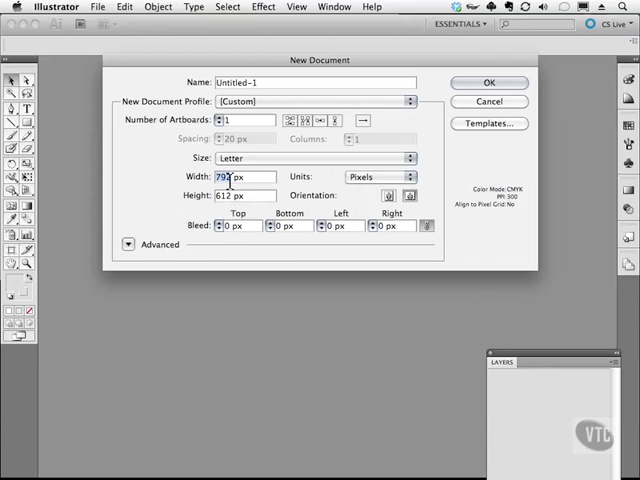 Illustrator File Edit Object Type Select Effect View Window Help
Br ESSENTIALS CS Live
New Document
Name: Untitled-1 OK
New Document Profile: [Custom] Cancel
Number of Artboards: 1 Templates...
Spacing: 20 px Columns: 1
Size: Letter
Width: 792 px Units: Pixels
Height: 612 px Orientation:
Color Mode: CMYK
PPI: 300
Align to Pixel Grid: No
Top Bottom Left Right
Bleed: 0 px 0 px 0 px 0 px
Advanced
LAYERS
VTC